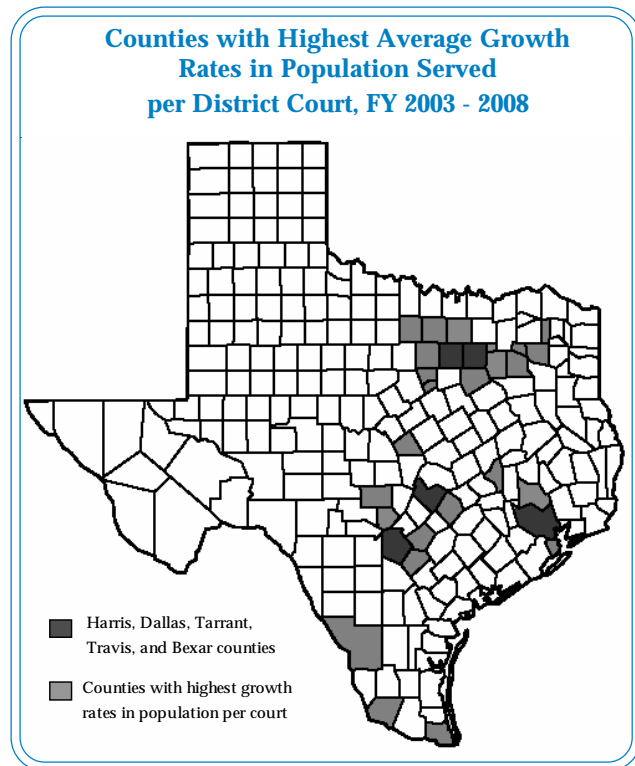 Counties with Highest Average Growth
Rates in Population Served
per District Court, FY 2003 - 2008
Harris, Dallas, Tarrant,
Travis, and Bexar counties
Counties with highest growth
rates in population per court